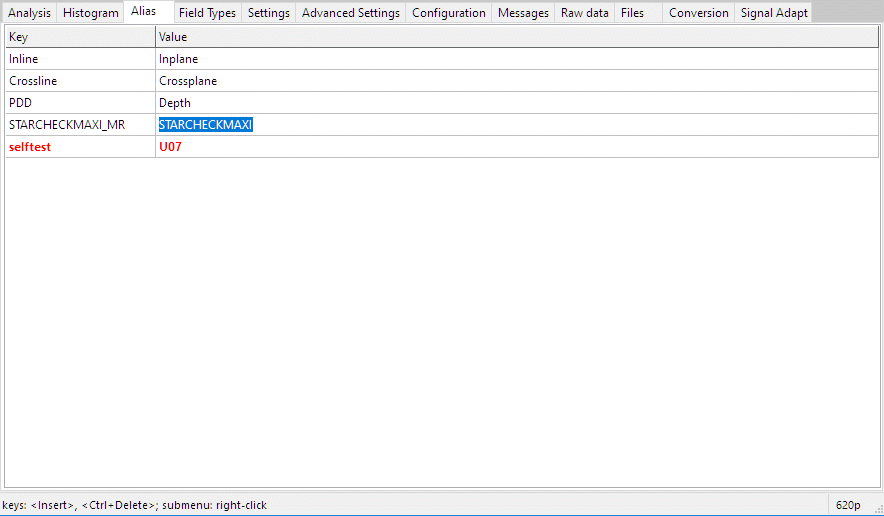 Analysis Histogram Alias Field Types Settings Advanced Settings Configuration Messages Raw data Files Conversion Signal Adapt
Key Value
Inline Inplane
Crossline Crossplane
PDD Depth
STARCHECKMAXI_MR STARCHECKMAXI
selftest U07
keys: <Insert>, <Ctrl+Delete>; submenu: right-click 620p